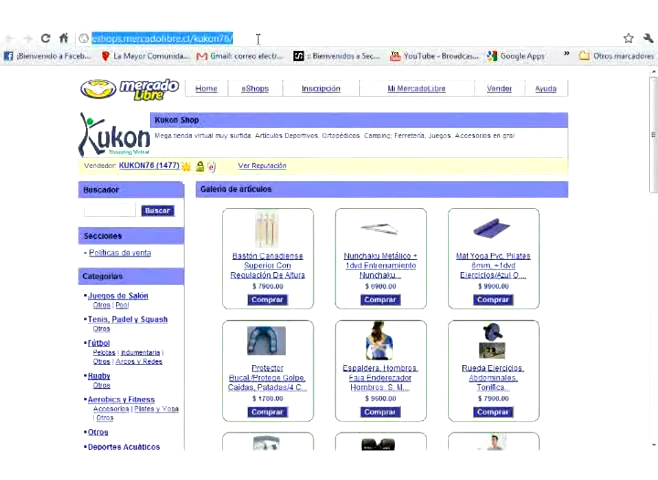 eshops.mercadolibre.cl/kukon76/
¡Bienvenido a Faceb... La Mayor Comunida... Gmail: correo electr... :: Bienvenidos a Sec... YouTube - Broadcas... Google Apps » Otros marcadores
mercado Libre Home eShops Inscripción Mi MercadoLibre Vender Ayuda
Kukon Shopping Virtual
Kukon Shop
Mega tienda virtual muy surtida. Artículos Deportivos, Ortopédicos, Camping, Ferretería, Juegos, Accesorios en gral
Vendedor: KUKON76 (1477) Ver Reputación
Buscador
Buscar
Secciones
Políticas de venta
Categorías
Juegos de Salón
Otros | Pool
Tenis, Padel y Squash
Otros
Fútbol
Pelotas | Indumentaria |
Otros | Arcos y Redes
Rugby
Otros
Aerobics y Fitness
Accesorios | Pilates y Yoga
| Otros
Otros
Deportes Acuáticos
Galería de artículos
Bastón Canadiense
Superior Con
Regulación De Altura
$ 7900.00
Comprar
Nunchaku Metálico +
1dvd Entrenamiento
Nunchaku...
$ 6900.00
Comprar
Mat Yoga Pvc, Pilates
6mm, +1dvd
Ejercicios/Azul O...
$ 9900.00
Comprar
Protector
Bucal/Protege Golpe,
Caídas, Patadas/4 C...
$ 1700.00
Comprar
Espaldera, Hombros,
Faja Enderezador
Hombros, S, M,...
$ 9500.00
Comprar
Rueda Ejercicios,
Abdominales,
Tonifica...
$ 7900.00
Comprar